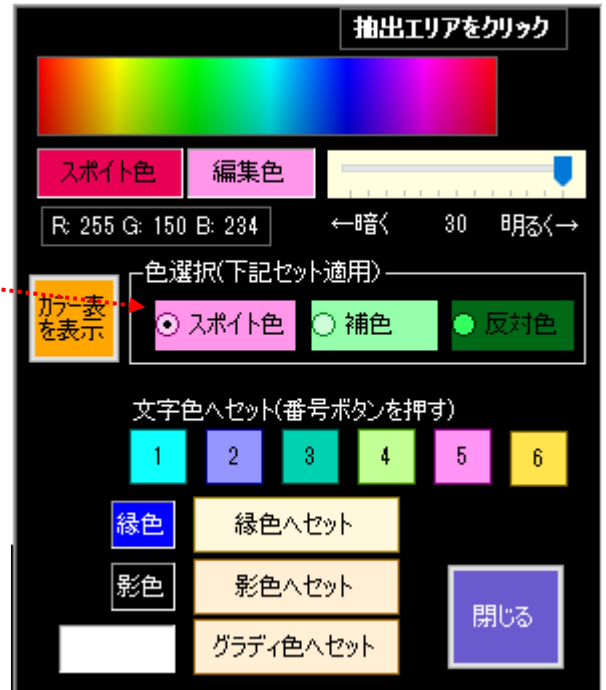 抽出エリアをクリック
スポイト色 編集色
R: 255 G: 150 B: 234 ←暗く 30 明るく→
カラー表
を表示
色選択(下記セット適用)
スポイト色 補色 反対色
文字色へセット(番号ボタンを押す)
1 2 3 4 5 6
縁色 縁色へセット
影色 影色へセット
グラディ色へセット
閉じる